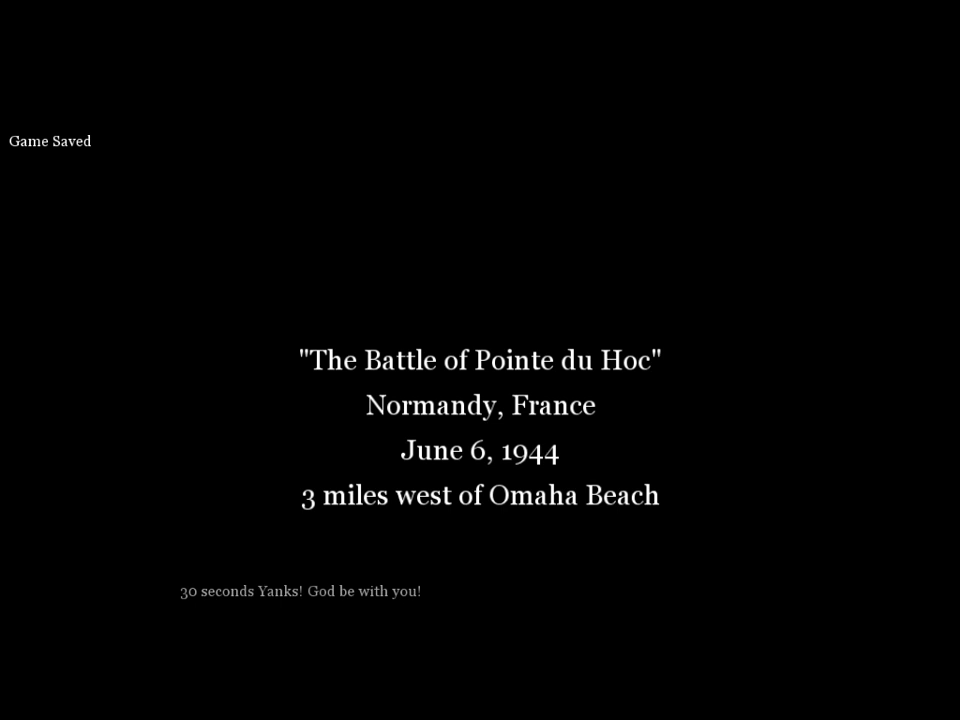 Game Saved
"The Battle of Pointe du Hoc"
Normandy, France
June 6, 1944
3 miles west of Omaha Beach
30 seconds Yanks! God be with you!